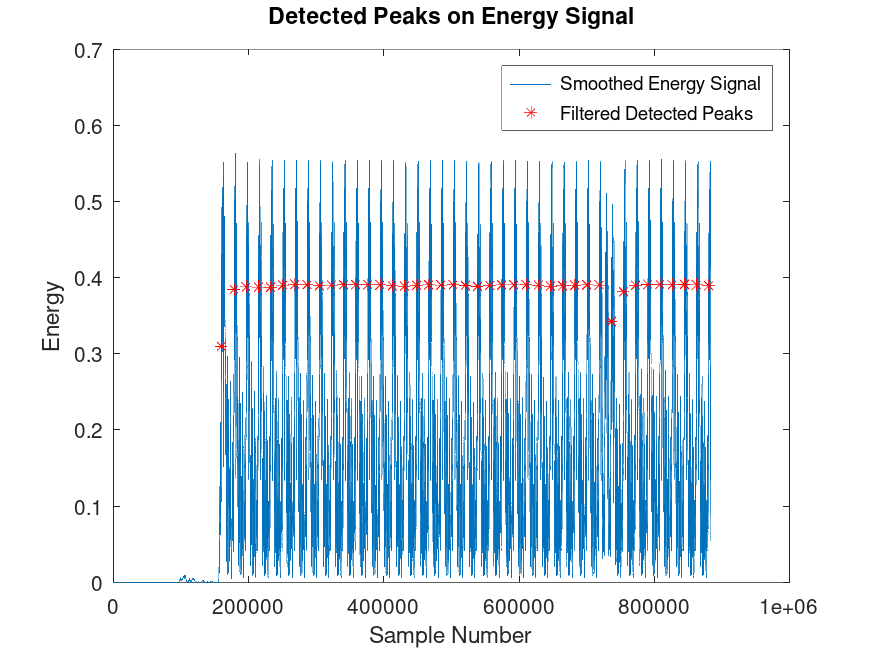 Detected Peaks on Energy Signal
0.7
0.6
0.5
0.4
0.3
0.2
0.1
0
Energy
Smoothed Energy Signal
Filtered Detected Peaks
0 200000 400000 600000 800000 1e+06
Sample Number